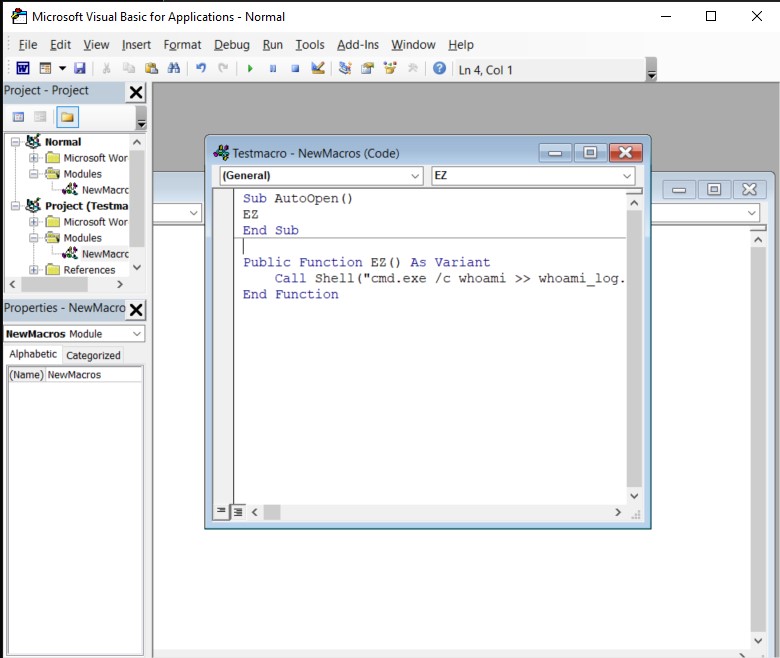 Microsoft Visual Basic for Applications - Normal
File Edit View Insert Format Debug Run Tools Add-Ins Window Help
Ln 4, Col 1
Project - Project
Normal
Microsoft Wor
Modules
NewMacro
Project (Testma
Microsoft Wor
Modules
NewMacro
References
Properties - NewMacro
NewMacros Module
Alphabetic Categorized
(Name) NewMacros
Testmacro - NewMacros (Code)
(General) EZ
Sub AutoOpen()
EZ
End Sub
Public Function EZ() As Variant
Call Shell("cmd.exe /c whoami >> whoami_log.
End Function